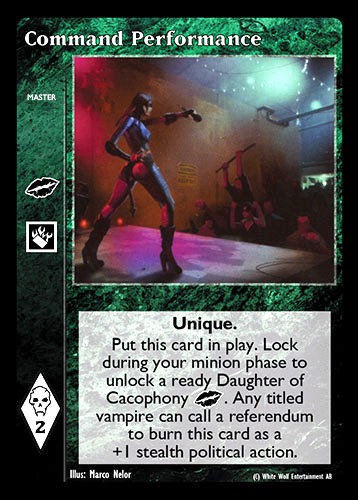 Command Performance
MASTER
Unique.
Put this card in play. Lock
during your minion phase to
unlock a ready Daughter of
Cacophony . Any titled
vampire can call a referendum
to burn this card as a
+1 stealth political action.
2
Illus: Marco Nelor
(C) White Wolf Entertainment AB